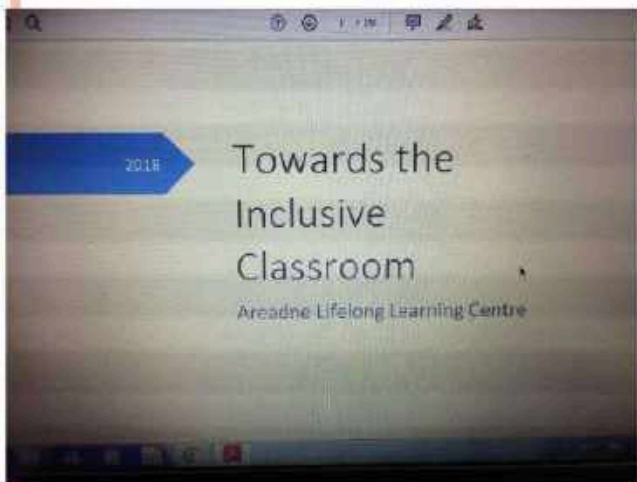 2018
Towards the
Inclusive
Classroom
Areadne Lifelong Learning Centre